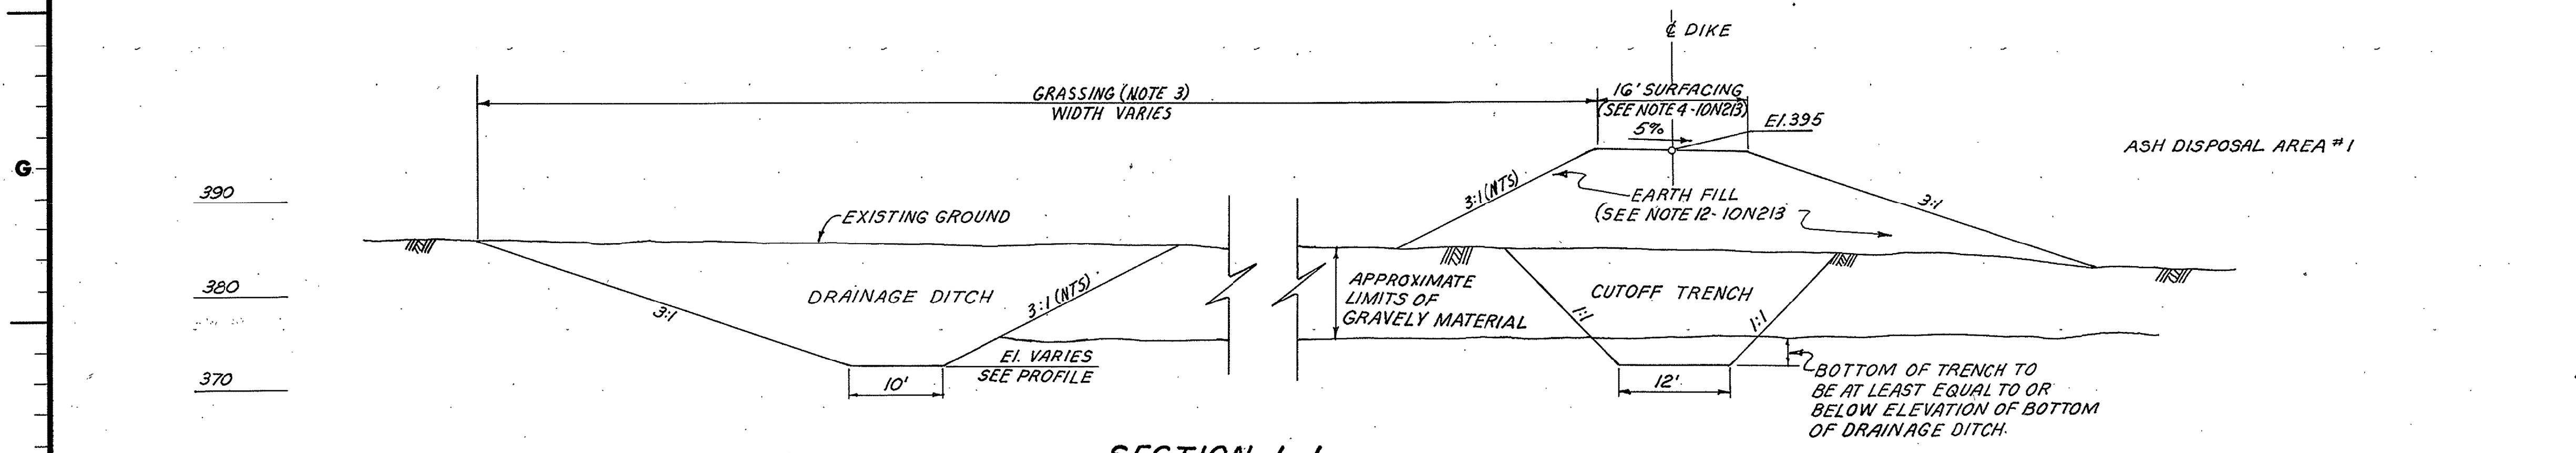 ℄ DIKE
GRASSING (NOTE 3)
WIDTH VARIES
16' SURFACING
(SEE NOTE 4-10N213)
5%
El. 395
ASH DISPOSAL AREA #1
G
390
3:1 (NTS)
EARTH FILL
(SEE NOTE 12-10N213
3:1
EXISTING GROUND
380
DRAINAGE DITCH
3:1
3:1 (NTS)
APPROXIMATE
LIMITS OF
GRAVELY MATERIAL
CUTOFF TRENCH
1:1
1:1
El. VARIES
SEE PROFILE
370
10'
12'
BOTTOM OF TRENCH TO
BE AT LEAST EQUAL TO OR
BELOW ELEVATION OF BOTTOM
OF DRAINAGE DITCH.
SECTION